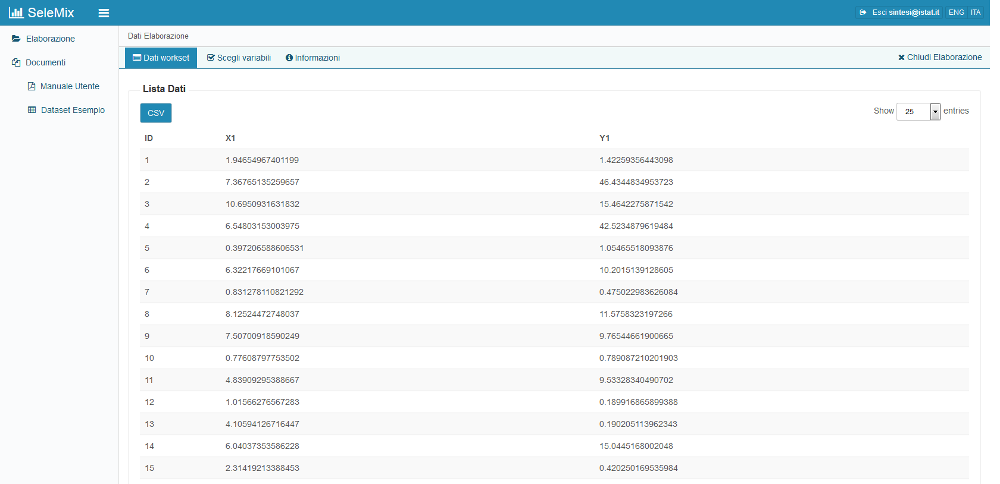 SeleMix
Esci sintesi@istat.it ENG ITA
Elaborazione
Documenti
Manuale Utente
Dataset Esempio
Dati Elaborazione
Dati workset Scegli variabili Informazioni Chiudi Elaborazione
Lista Dati
CSV Show 25 entries
ID X1 Y1
1 1.94654967401199 1.42259356443098
2 7.36765135259657 46.4344834953723
3 10.6950931631832 15.4642275871542
4 6.54803153003975 42.5234879619484
5 0.397206588606531 1.05465518093876
6 6.32217669101067 10.2015139128605
7 0.831278110821292 0.475022983626084
8 8.12524472748037 11.5758323197266
9 7.50700918590249 9.76544661900665
10 0.77608797753502 0.789087210201903
11 4.83909295388667 9.53328340490702
12 1.01566276567283 0.189916865899388
13 4.10594126716447 0.190205113962343
14 6.04037353586228 15.0445168002048
15 2.31419213388453 0.420250169535984